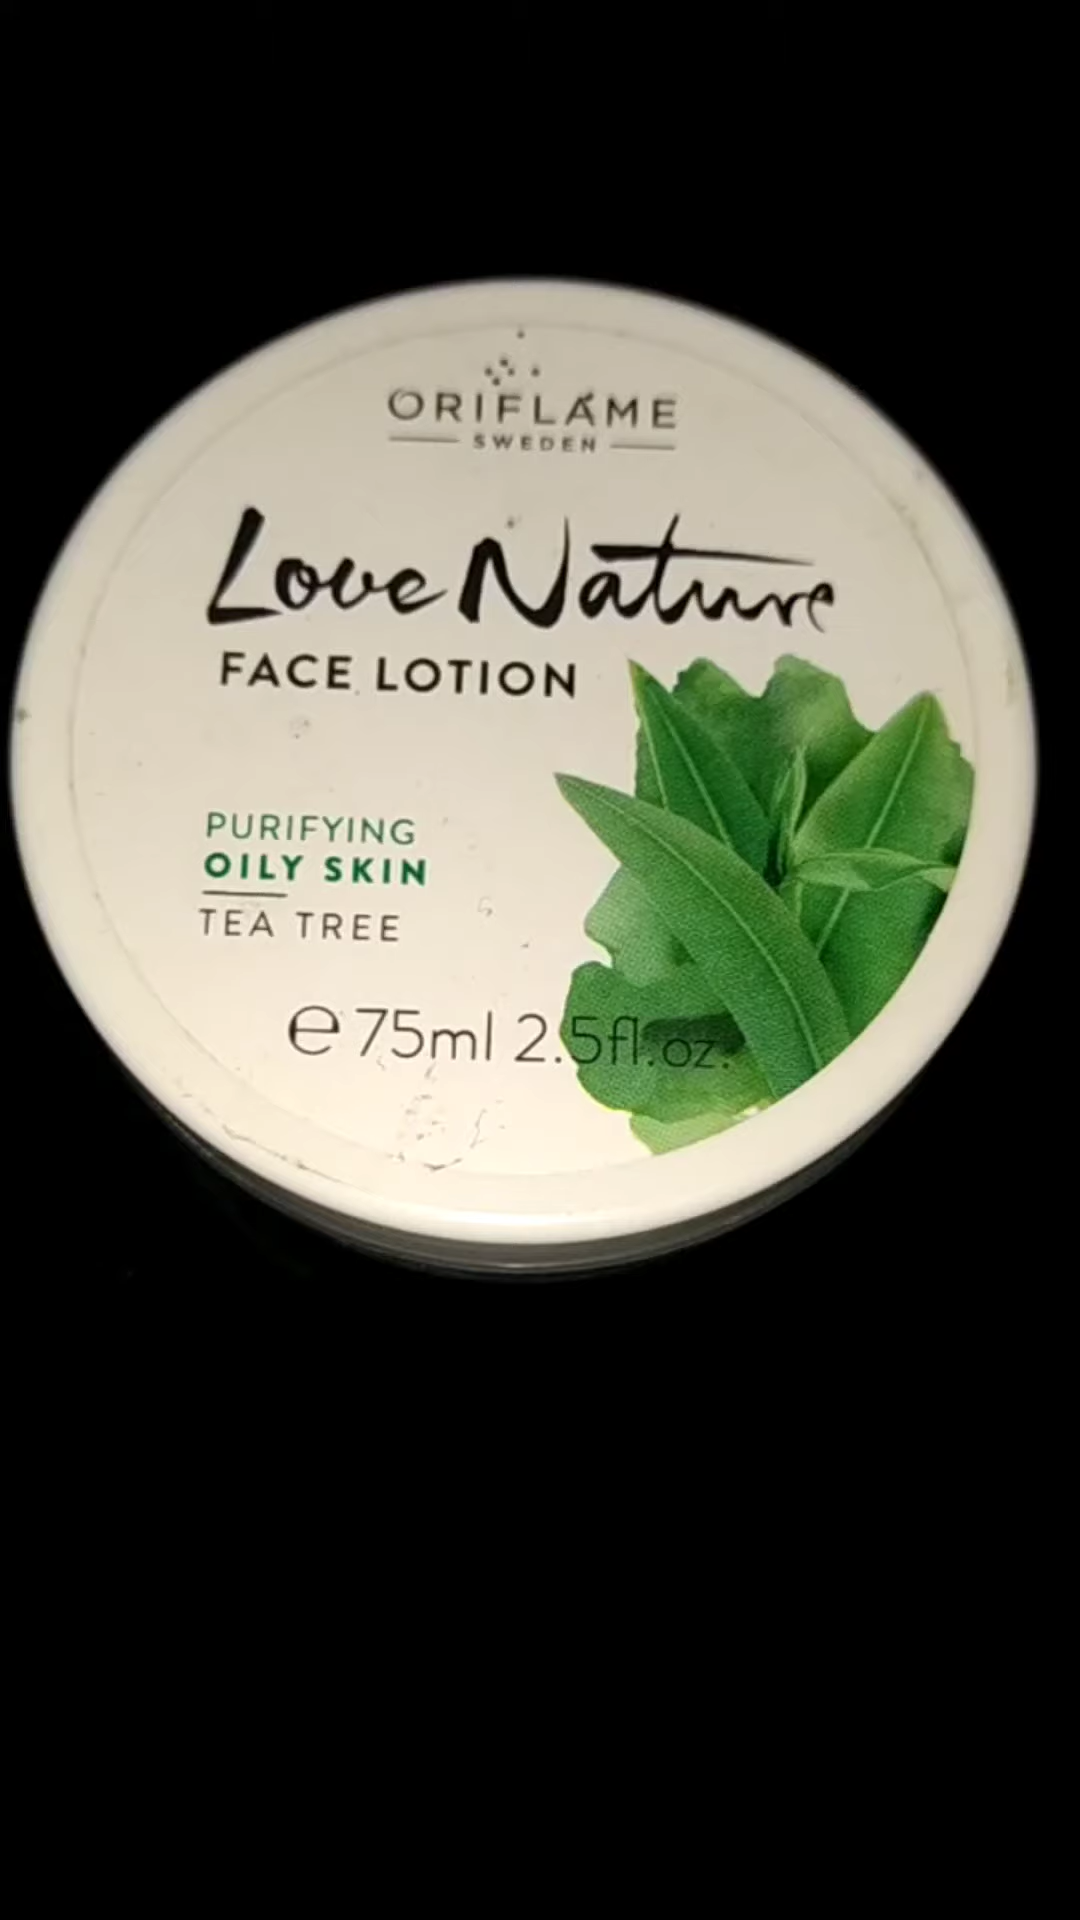 ORIFLAME
SWEDEN
Love Nature
FACE LOTION
PURIFYING
OILY SKIN
TEA TREE
℮75ml 2.5fl.oz.